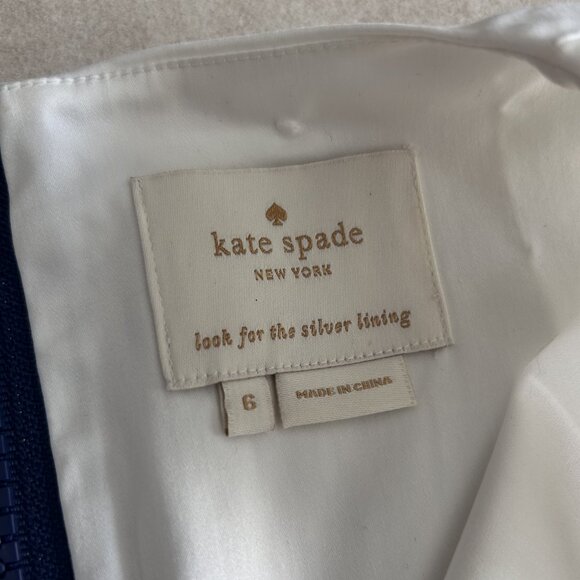 kate spade
NEW YORK
look for the silver lining
6
MADE IN CHINA